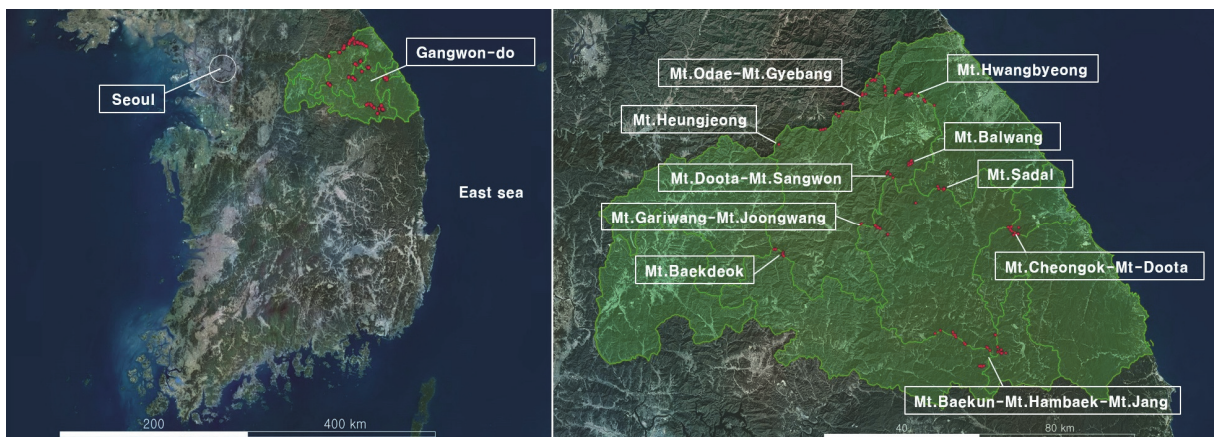 Gangwon-do
Seoul
East sea
200
400 km
Mt.Odae-Mt.Gyebang
Mt.Hwangbyeong
Mt.Heungjeong
Mt.Balwang
Mt.Doota-Mt.Sangwon
Mt.Sadal
Mt.Gariwang-Mt.Joongwang
Mt.Baekdeok
Mt.Cheongok-Mt-Doota
Mt.Baekun-Mt.Hambaek-Mt.Jang
40
80 km